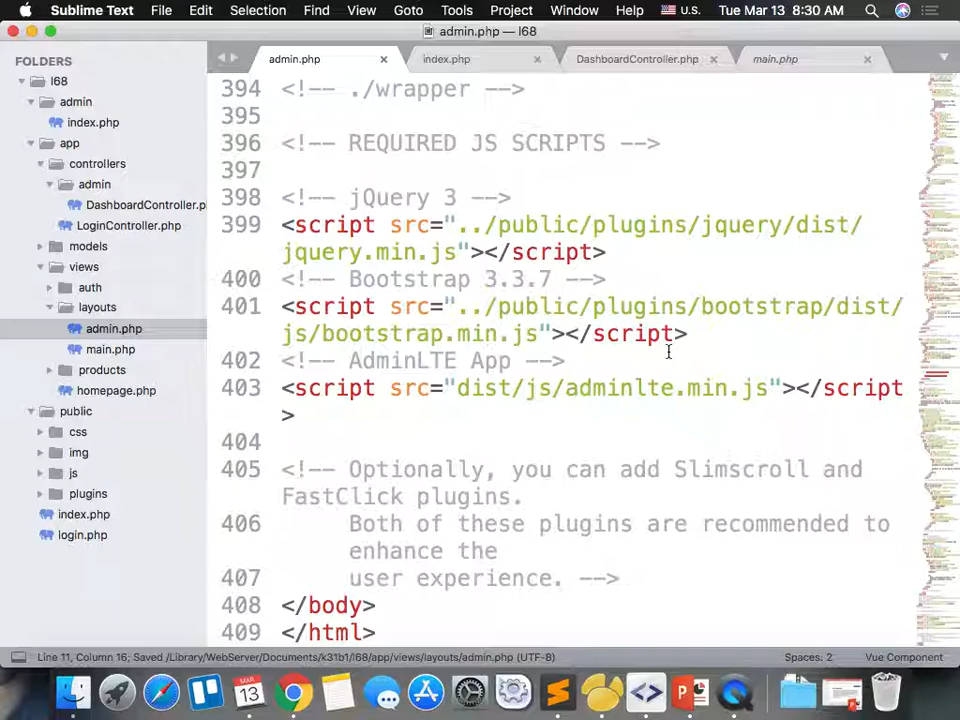 Sublime Text File Edit Selection Find View Goto Tools Project Window Help U.S. Tue Mar 13 8:30 AM
admin.php — l68
FOLDERS
l68
admin
index.php
app
controllers
admin
DashboardController.p
LoginController.php
models
views
auth
layouts
admin.php
main.php
products
homepage.php
public
css
img
js
plugins
index.php
login.php
admin.php index.php DashboardController.php main.php
394 <!-- ./wrapper -->
395
396 <!-- REQUIRED JS SCRIPTS -->
397
398 <!-- jQuery 3 -->
399 <script src="../public/plugins/jquery/dist/
jquery.min.js"></script>
400 <!-- Bootstrap 3.3.7 -->
401 <script src="../public/plugins/bootstrap/dist/
js/bootstrap.min.js"></script>
402 <!-- AdminLTE App -->
403 <script src="dist/js/adminlte.min.js"></script
>
404
405 <!-- Optionally, you can add Slimscroll and
FastClick plugins.
406 Both of these plugins are recommended to
enhance the
407 user experience. -->
408 </body>
409 </html>
Line 11, Column 16; Saved /Library/WebServer/Documents/k31b1/l68/app/views/layouts/admin.php (UTF-8) Spaces: 2 Vue Component
13